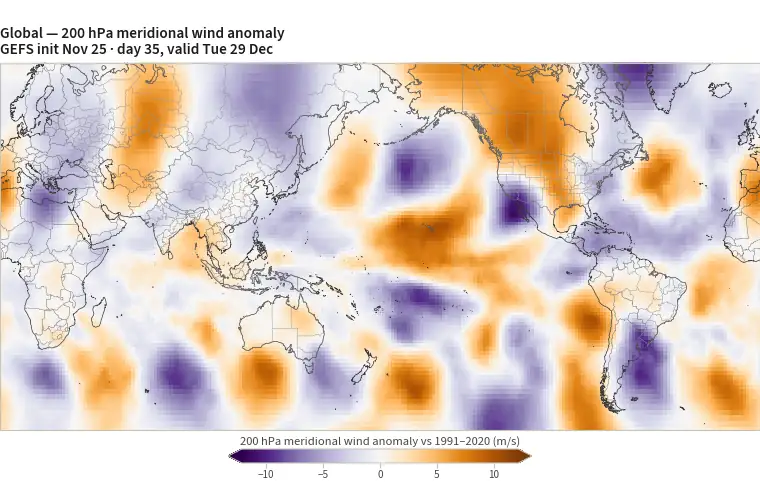 Global — 200 hPa meridional wind anomaly
GEFS init Nov 25 · day 35, valid Tue 29 Dec
200 hPa meridional wind anomaly vs 1991–2020 (m/s)
−10 −5 0 5 10